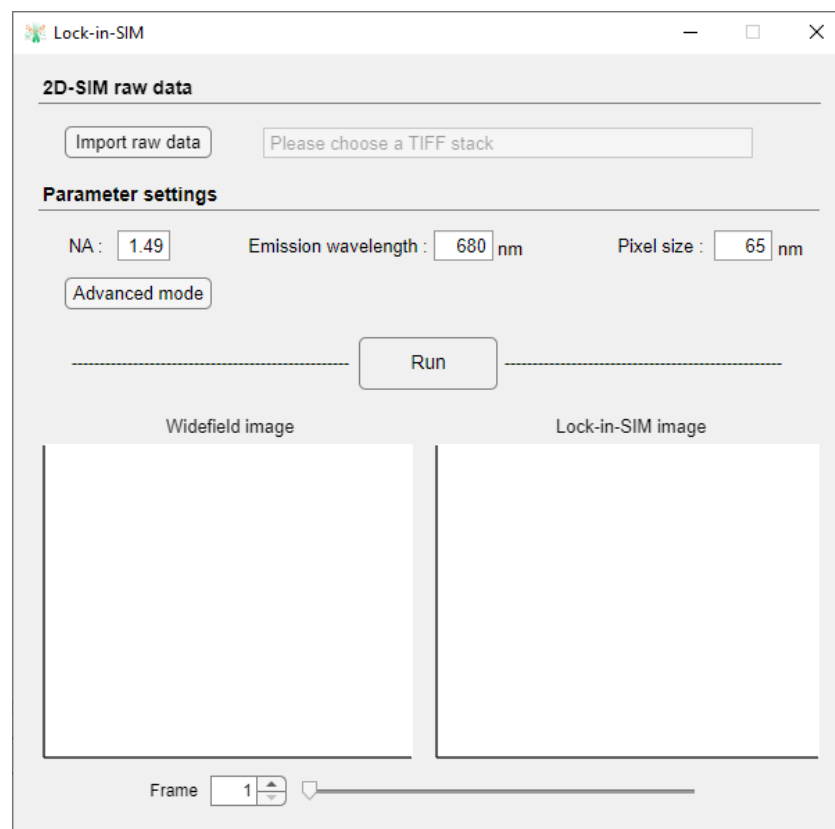 Lock-in-SIM
2D-SIM raw data
Import raw data Please choose a TIFF stack
Parameter settings
NA : 1.49 Emission wavelength : 680 nm Pixel size : 65 nm
Advanced mode
Run
Widefield image Lock-in-SIM image
Frame 1